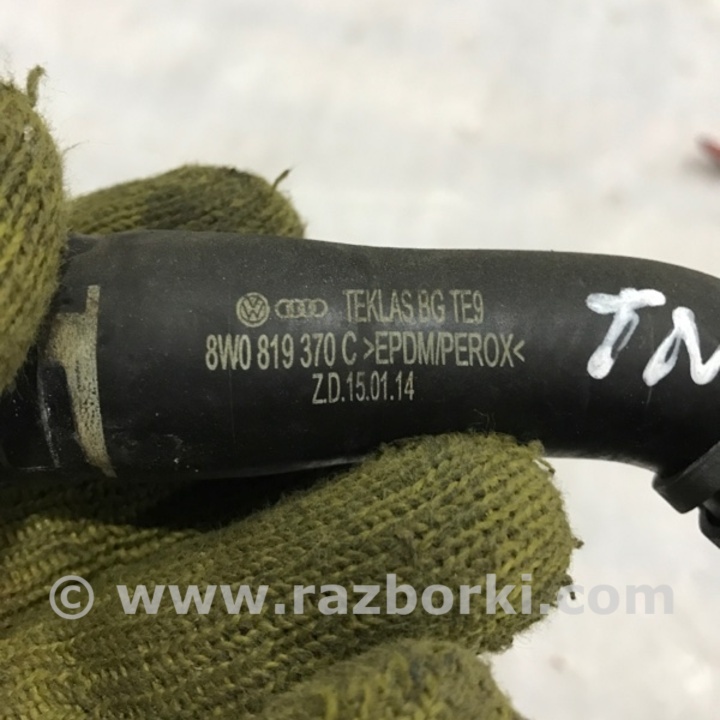 TEKLAS BG TE9
8W0 819 370 C >EPDM/PEROX<
Z.D.15.01.14
© www.razborki.com